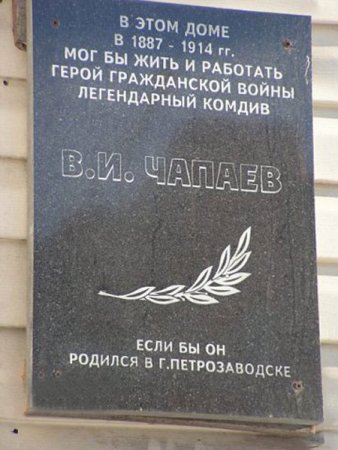 В ЭТОМ ДОМЕ
В 1887 - 1914 гг.
МОГ БЫ ЖИТЬ И РАБОТАТЬ
ГЕРОЙ ГРАЖДАНСКОЙ ВОЙНЫ
ЛЕГЕНДАРНЫЙ КОМДИВ
В.И. ЧАПАЕВ
ЕСЛИ БЫ ОН
РОДИЛСЯ В Г.ПЕТРОЗАВОДСКЕ